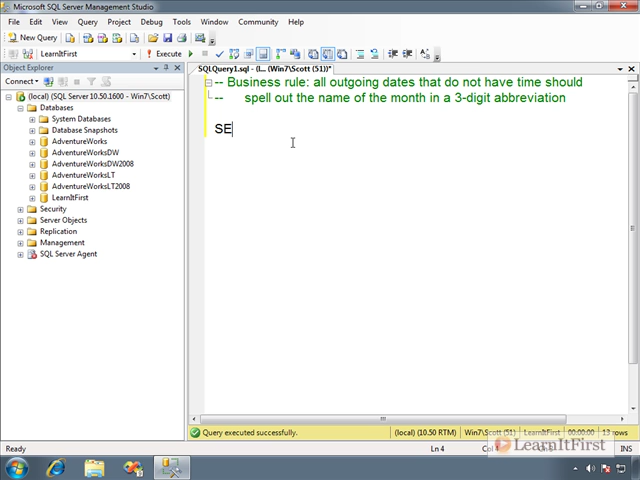 Microsoft SQL Server Management Studio
File Edit View Query Project Debug Tools Window Community Help
New Query
LearnItFirst Execute
Object Explorer
Connect
(local) (SQL Server 10.50.1600 - Win7\Scott)
Databases
System Databases
Database Snapshots
AdventureWorks
AdventureWorksDW
AdventureWorksDW2008
AdventureWorksLT
AdventureWorksLT2008
LearnItFirst
Security
Server Objects
Replication
Management
SQL Server Agent
SQLQuery1.sql - (l... (Win7\Scott (51))*
-- Business rule: all outgoing dates that do not have time should
-- spell out the name of the month in a 3-digit abbreviation
SE
Query executed successfully. (local) (10.50 RTM) Win7\Scott (51) LearnItFirst 00:00:00 13 rows
Ready Ln 4 INS
LearnItFirst